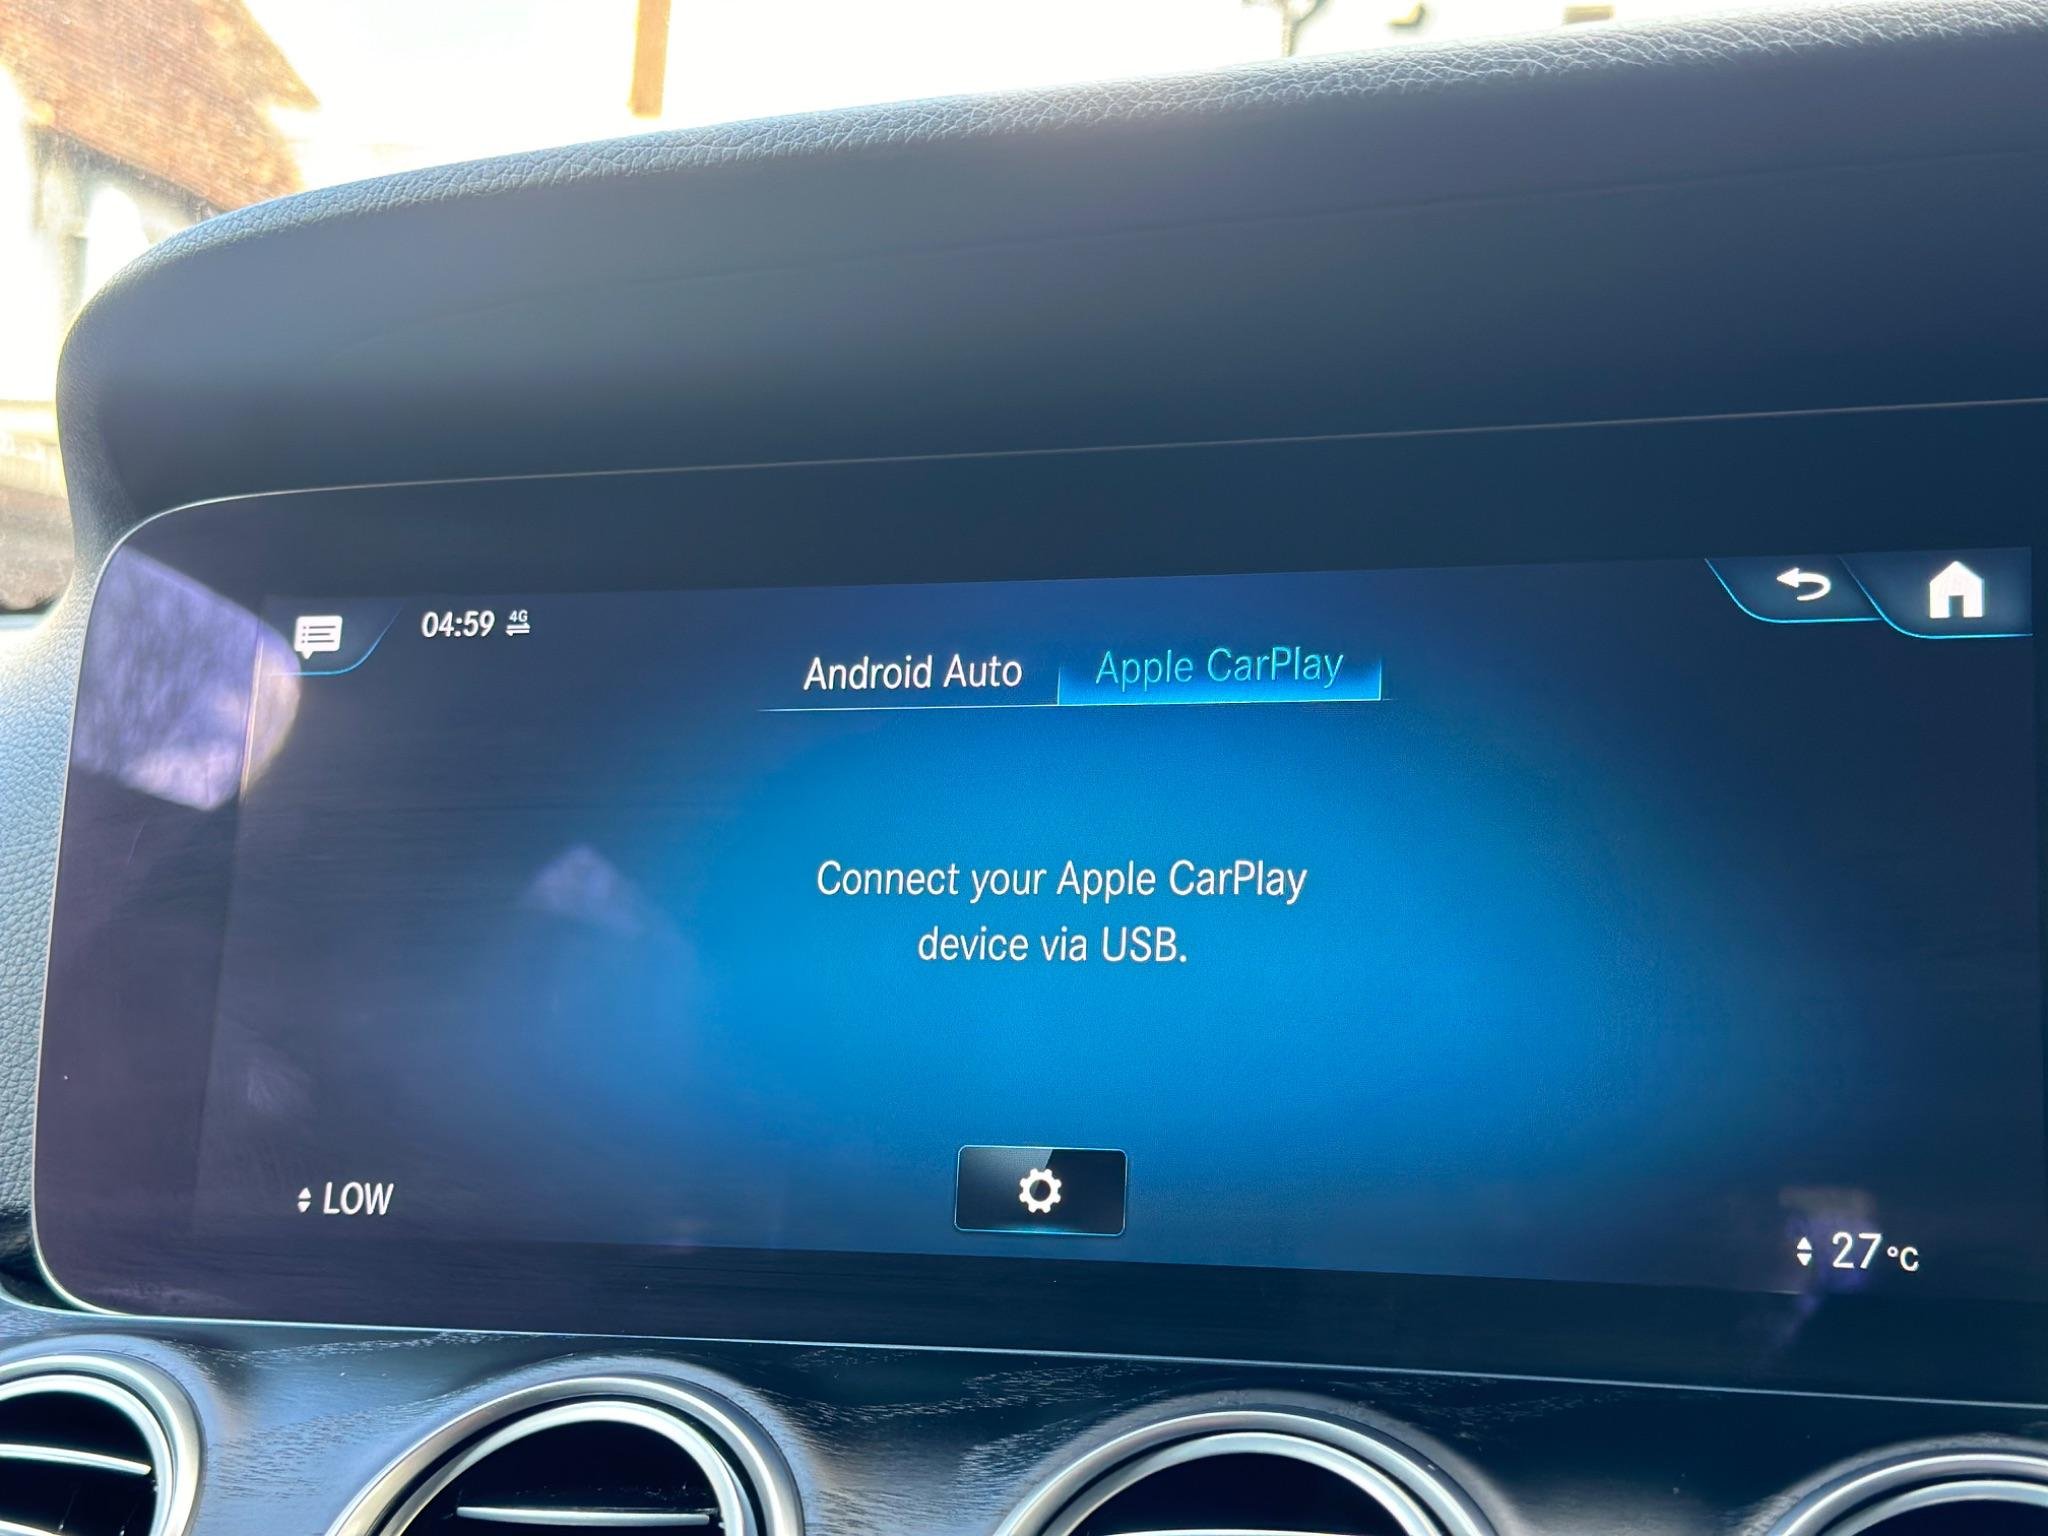 04:59 4G
Android Auto Apple CarPlay
Connect your Apple CarPlay
device via USB.
LOW
27°C